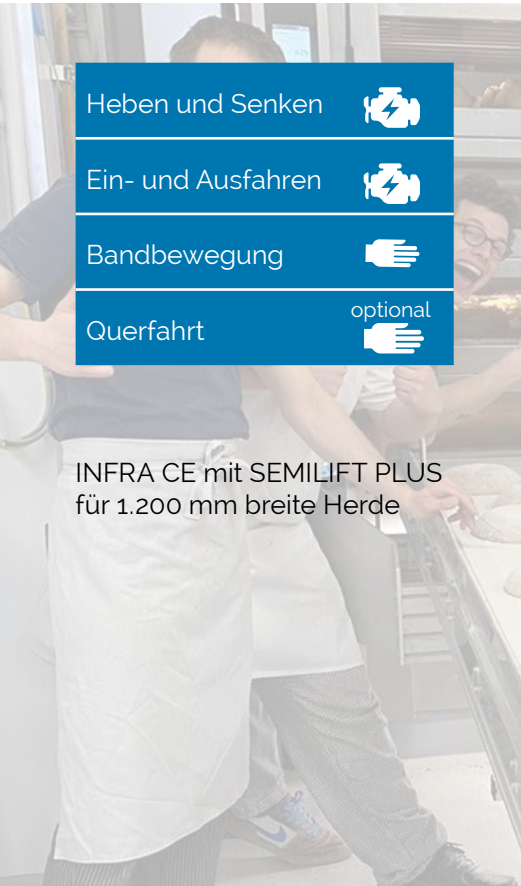 Heben und Senken
Ein- und Ausfahren
Bandbewegung
optional
Querfahrt
INFRA CE mit SEMILIFT PLUS
für 1.200 mm breite Herde